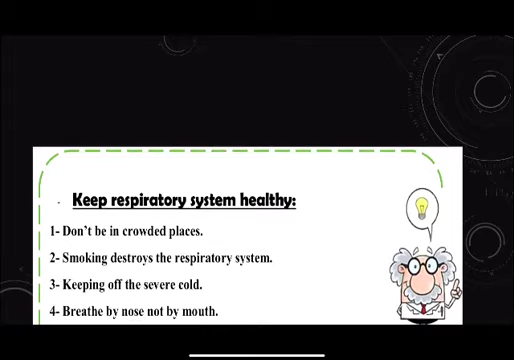 Keep respiratory system healthy:
1- Don't be in crowded places.
2- Smoking destroys the respiratory system.
3- Keeping off the severe cold.
4- Breathe by nose not by mouth.